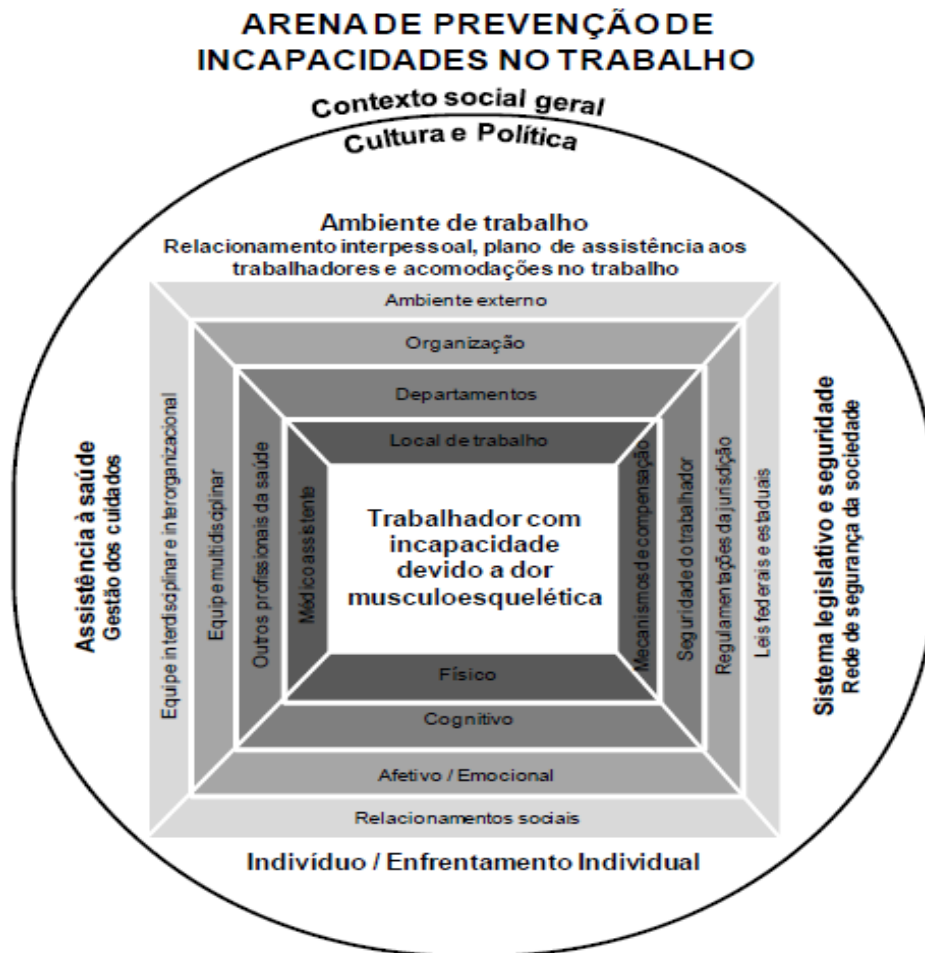 ARENA DE PREVENÇÃO DE
INCAPACIDADES NO TRABALHO
Contexto social geral
Cultura e Política
Ambiente de trabalho
Relacionamento interpessoal, plano de assistência aos
trabalhadores e acomodações no trabalho
Ambiente externo
Organização
Departamentos
Local de trabalho
Assistência à saúde
Gestão dos cuidados
Equipe interdisciplinar e interorganizacional
Equipe multidisciplinar
Outros profissionais da saúde
Médico assistente
Trabalhador com
incapacidade
devido a dor
musculoesquelética
Mecanismos de compensação
Seguridade do trabalhador
Regulamentações da jurisdição
Leis federais e estaduais
Sistema legislativo e seguridade
Rede de segurança da sociedade
Físico
Cognitivo
Afetivo / Emocional
Relacionamentos sociais
Indivíduo / Enfrentamento Individual